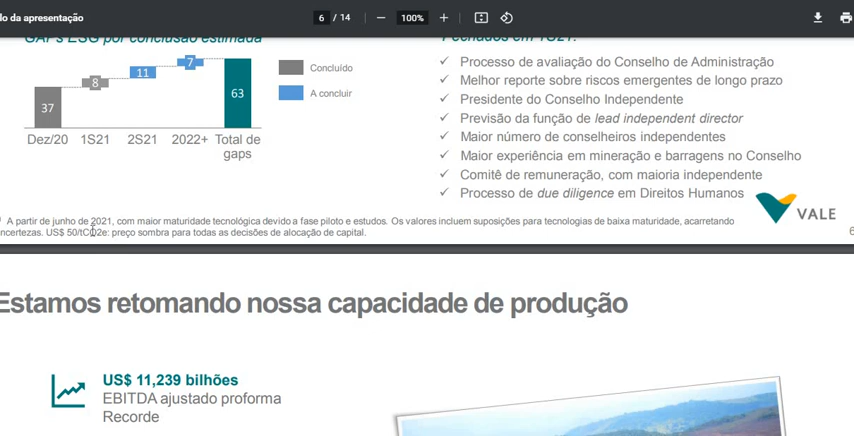 do da apresentação
6 / 14
100%
GAPs ESG por conclusão estimada
Fechados em 1S21:
37
8
11
7
63
Dez/20 1S21 2S21 2022+ Total de
gaps
Concluído
A concluir
Processo de avaliação do Conselho de Administração
Melhor reporte sobre riscos emergentes de longo prazo
Presidente do Conselho Independente
Previsão da função de lead independent director
Maior número de conselheiros independentes
Maior experiência em mineração e barragens no Conselho
Comitê de remuneração, com maioria independente
Processo de due diligence em Direitos Humanos
VALE
A partir de junho de 2021, com maior maturidade tecnológica devido a fase piloto e estudos. Os valores incluem suposições para tecnologias de baixa maturidade, acarretando
ncertezas. US$ 50/tCO2e: preço sombra para todas as decisões de alocação de capital.
6
Estamos retomando nossa capacidade de produção
US$ 11,239 bilhões
EBITDA ajustado proforma
Recorde